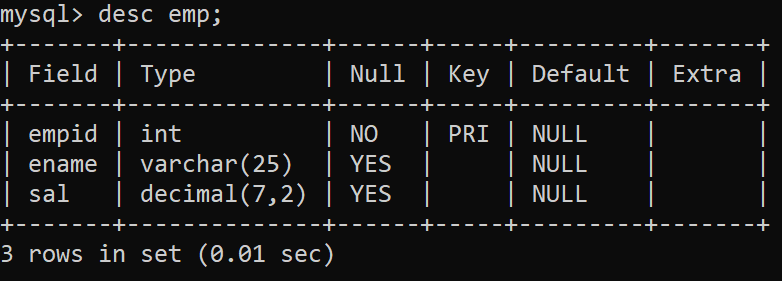 mysql> desc emp;
+-------+--------------+------+-----+---------+-------+
| Field | Type         | Null | Key | Default | Extra |
+-------+--------------+------+-----+---------+-------+
| empid | int          | NO   | PRI | NULL    |       |
| ename | varchar(25)  | YES  |     | NULL    |       |
| sal   | decimal(7,2) | YES  |     | NULL    |       |
+-------+--------------+------+-----+---------+-------+
3 rows in set (0.01 sec)